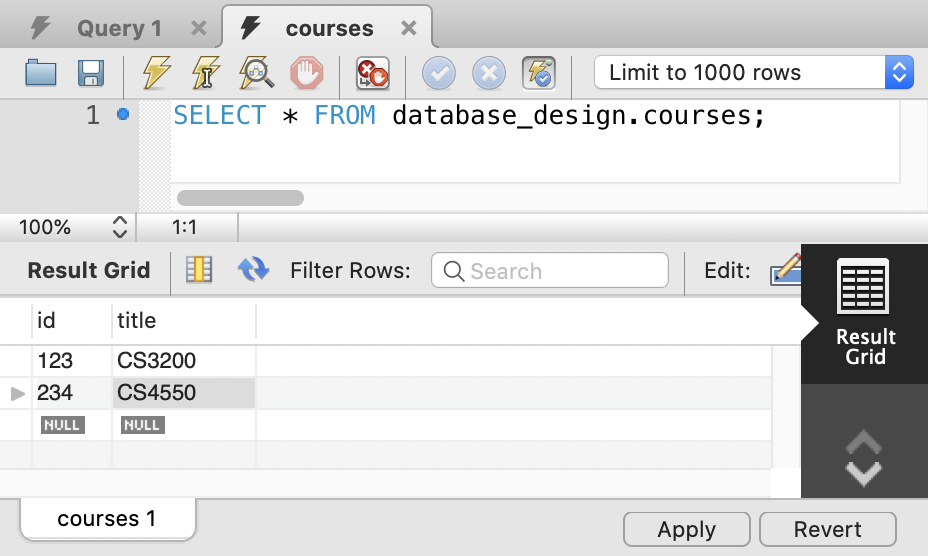 Query 1
courses
Limit to 1000 rows
1 SELECT * FROM database_design.courses;
100% 1:1
Result Grid Filter Rows: Search Edit:
Result
Grid
id title
123 CS3200
234 CS4550
NULL NULL
courses 1
Apply Revert